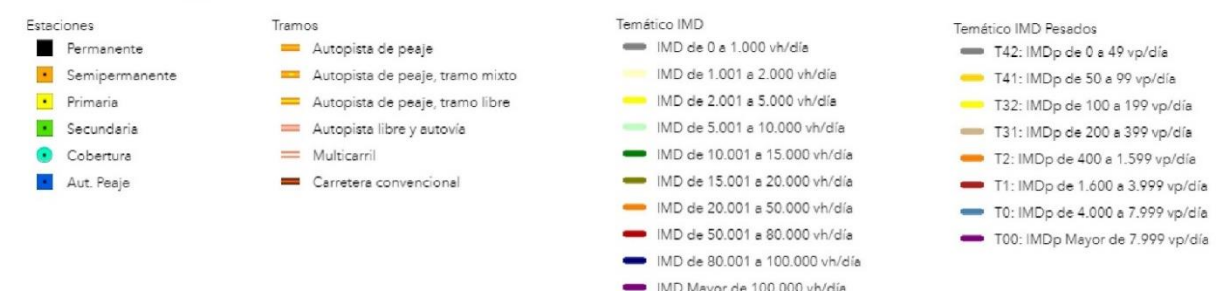 Estaciones
Permanente
Semipermanente
Primaria
Secundaria
Cobertura
Aut. Peaje
Tramos
Autopista de peaje
Autopista de peaje, tramo mixto
Autopista de peaje, tramo libre
Autopista libre y autovía
Multicarril
Carretera convencional
Temático IMD
IMD de 0 a 1.000 vh/día
IMD de 1.001 a 2.000 vh/día
IMD de 2.001 a 5.000 vh/día
IMD de 5.001 a 10.000 vh/día
IMD de 10.001 a 15.000 vh/día
IMD de 15.001 a 20.000 vh/día
IMD de 20.001 a 50.000 vh/día
IMD de 50.001 a 80.000 vh/día
IMD de 80.001 a 100.000 vh/día
IMD Mayor de 100.000 vh/día
Temático IMD Pesados
T42: IMDp de 0 a 49 vp/día
T41: IMDp de 50 a 99 vp/día
T32: IMDp de 100 a 199 vp/día
T31: IMDp de 200 a 399 vp/día
T2: IMDp de 400 a 1.599 vp/día
T1: IMDp de 1.600 a 3.999 vp/día
T0: IMDp de 4.000 a 7.999 vp/día
T00: IMDp Mayor de 7.999 vp/día